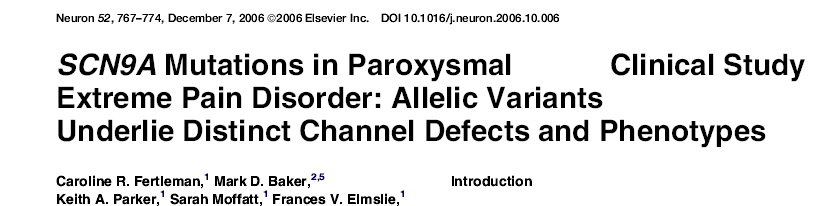 Neuron 52, 767–774, December 7, 2006 ©2006 Elsevier Inc. DOI 10.1016/j.neuron.2006.10.006
SCN9A Mutations in Paroxysmal Clinical Study
Extreme Pain Disorder: Allelic Variants
Underlie Distinct Channel Defects and Phenotypes
Caroline R. Fertleman,1 Mark D. Baker,2,5
Keith A. Parker,1 Sarah Moffatt,1 Frances V. Elmslie,1
Introduction